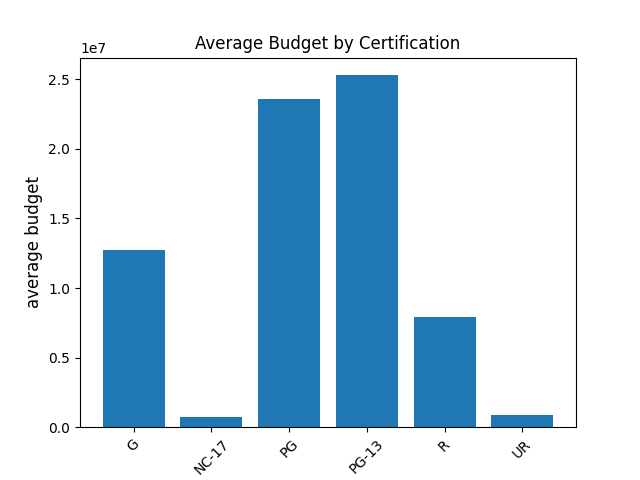 Average Budget by Certification
1e7
2.5
2.0
1.5
1.0
0.5
0.0
average budget
G
NC-17
PG
PG-13
R
UR